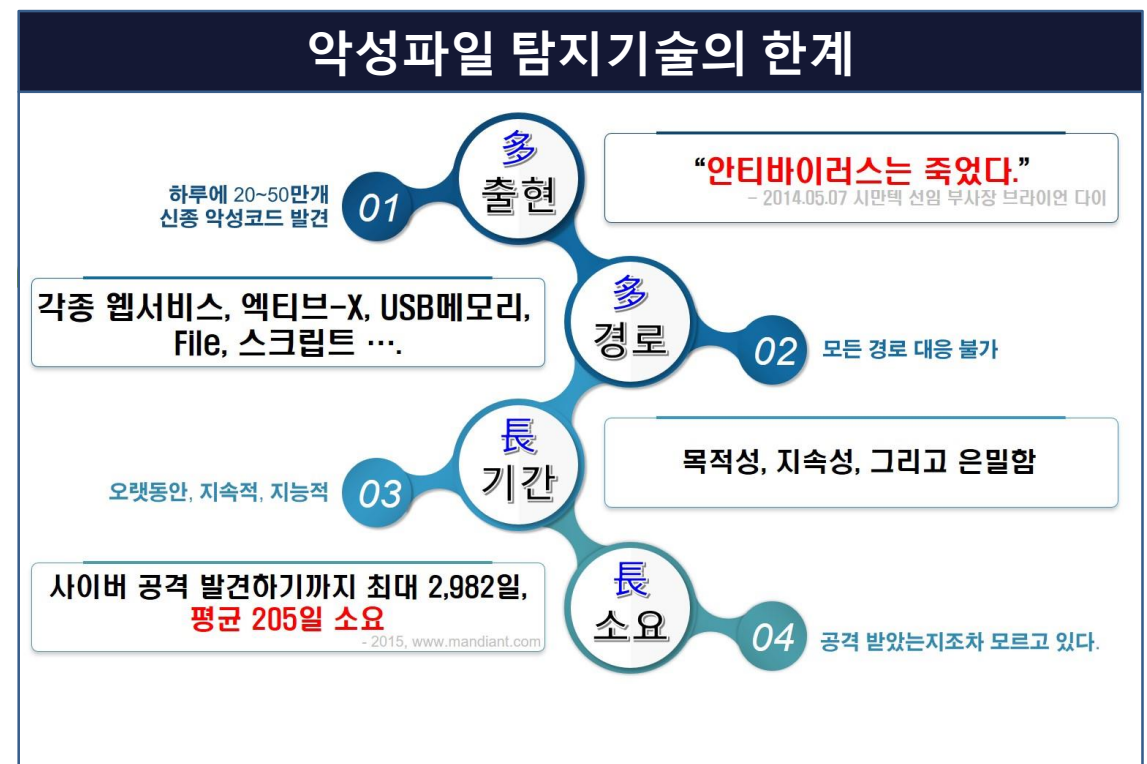 악성파일 탐지기술의 한계
하루에 20~50만개
신종 악성코드 발견
01
多
출현
“안티바이러스는 죽었다.”
- 2014.05.07 시만텍 선임 부사장 브라이언 다이
각종 웹서비스, 엑티브-X, USB메모리,
File, 스크립트 ….
多
경로
02
모든 경로 대응 불가
오랫동안, 지속적, 지능적
03
長
기간
목적성, 지속성, 그리고 은밀함
사이버 공격 발견하기까지 최대 2,982일,
평균 205일 소요
- 2015, www.mandiant.com
長
소요
04
공격 받았는지조차 모르고 있다.